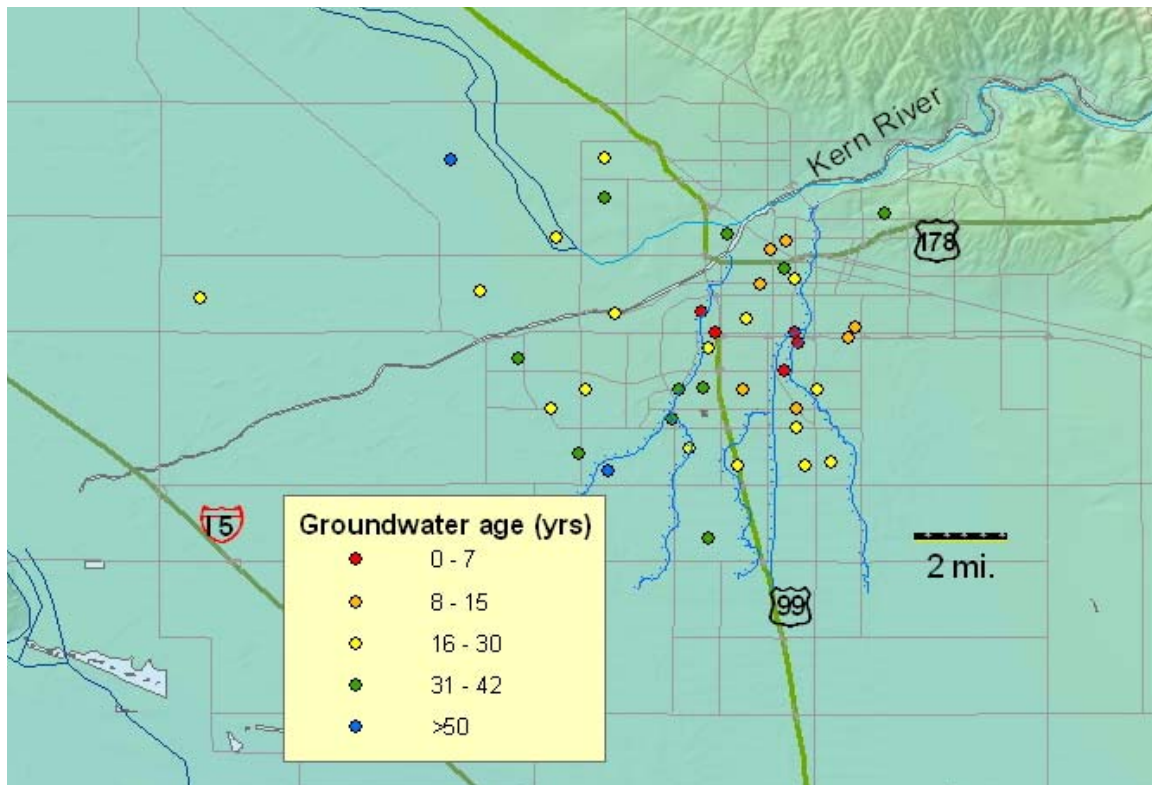 Kern River
178
15
Groundwater age (yrs)
0 - 7
8 - 15
16 - 30
31 - 42
>50
2 mi.
99